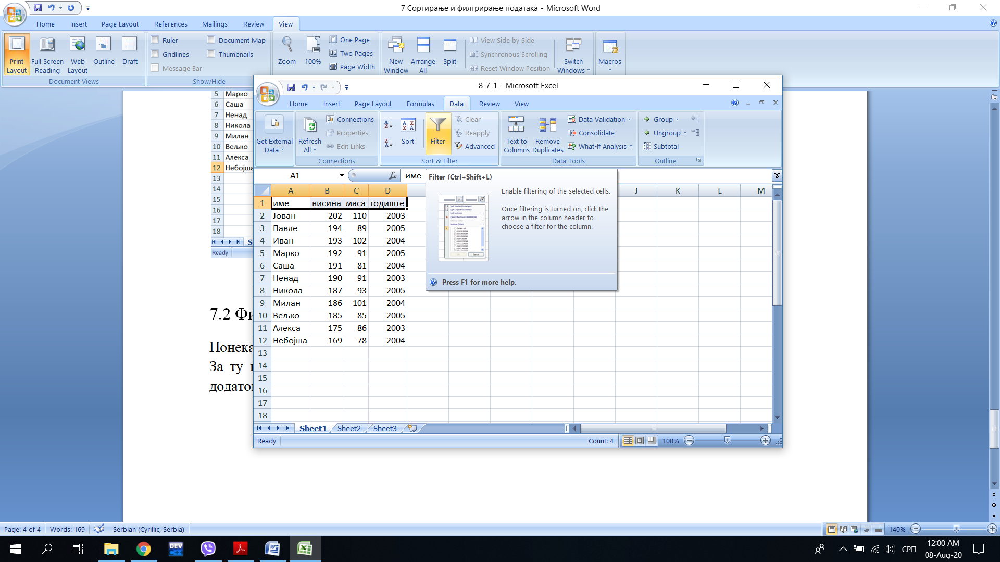 7 Сортирање и филтрирање података - Microsoft Word
Home Insert Page Layout References Mailings Review View
Print Layout
Full Screen Reading
Web Layout
Outline
Draft
Document Views
Ruler
Gridlines
Message Bar
Document Map
Thumbnails
Show/Hide
Zoom
100%
One Page
Two Pages
Page Width
New Window
Arrange All
Split
View Side by Side
Synchronous Scrolling
Reset Window Position
Switch Windows
Macros
5 Марко
6 Саша
7 Ненад
8 Никола
9 Милан
10 Вељко
11 Алекса
12 Небојша
13
14
15
16
17
18
Ready
7.2
Понека
За ту
8-7-1 - Microsoft Excel
Home Insert Page Layout Formulas Data Review View
Get External Data
Refresh All
Connections
Properties
Edit Links
Connections
Sort
Filter
Clear
Reapply
Advanced
Sort & Filter
Text to Columns
Remove Duplicates
Data Validation
Consolidate
What-If Analysis
Data Tools
Group
Ungroup
Subtotal
Outline
A1 fx име
Filter (Ctrl+Shift+L)
Enable filtering of the selected cells.
Once filtering is turned on, click the
arrow in the column header to
choose a filter for the column.
Press F1 for more help.
A B C D J K L M
1 име висина маса годиште
2 Јован 202 110 2003
3 Павле 194 89 2005
4 Иван 193 102 2004
5 Марко 192 91 2005
6 Саша 191 81 2004
7 Ненад 190 91 2003
8 Никола 187 93 2005
9 Милан 186 101 2004
10 Вељко 185 85 2005
11 Алекса 175 86 2003
12 Небојша 169 78 2004
13
14
15
16
17
18
Sheet1 Sheet2 Sheet3
Ready Count: 4 100%
Page: 4 of 4 Words: 169 Serbian (Cyrillic, Serbia) 140%
DEV C++
СРП
12:00 AM
08-Aug-20